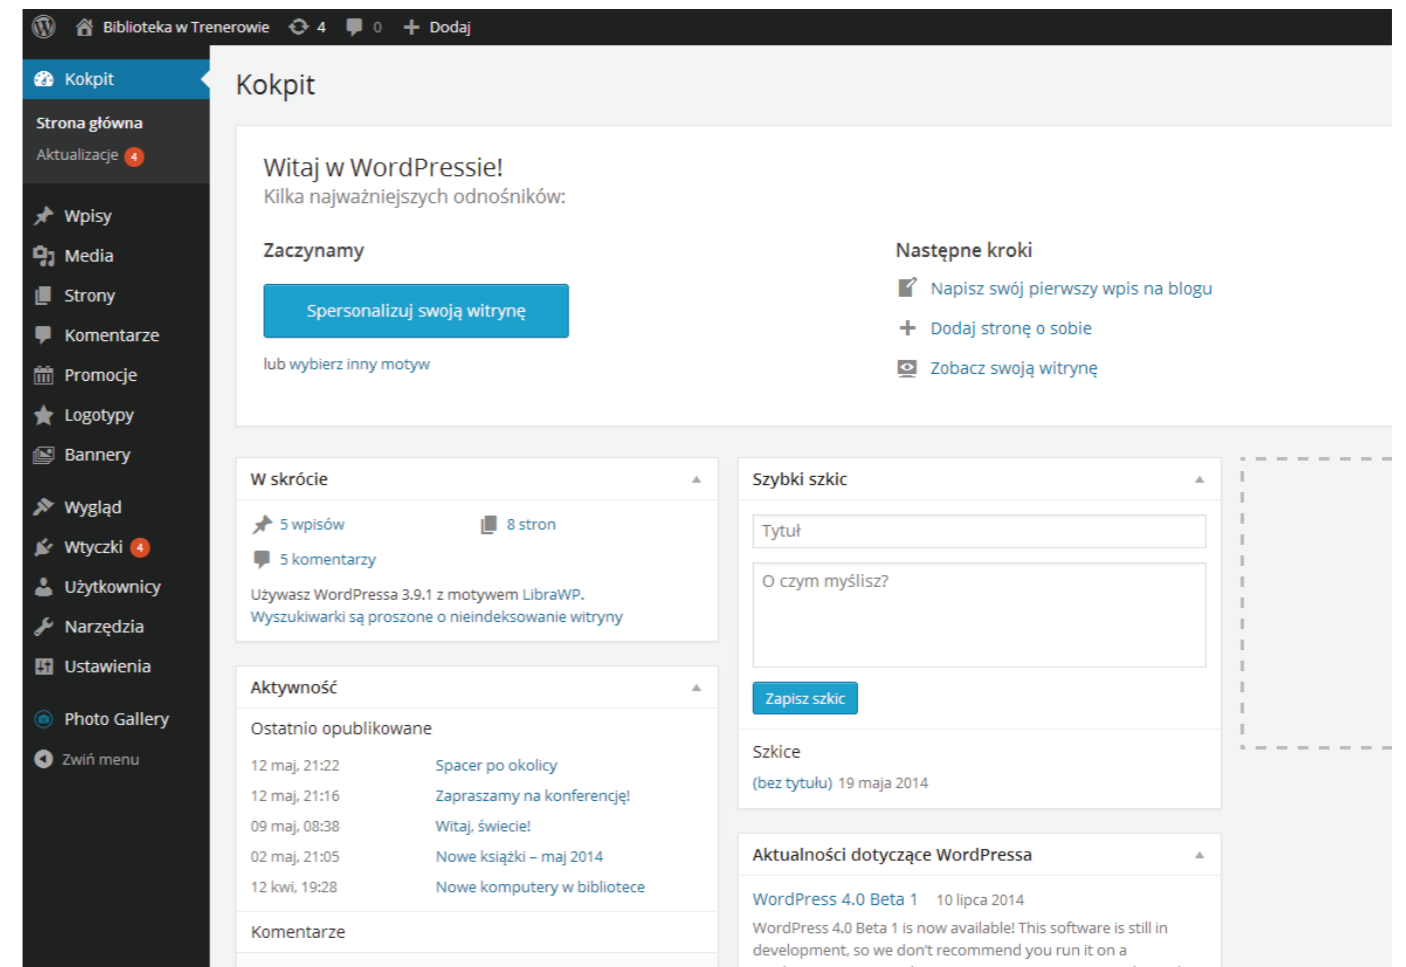 Biblioteka w Trenerowie 4 0 + Dodaj
Kokpit
Strona główna
Aktualizacje 4
Wpisy
Media
Strony
Komentarze
Promocje
Logotypy
Bannery
Wygląd
Wtyczki 4
Użytkownicy
Narzędzia
Ustawienia
Photo Gallery
Zwiń menu
Kokpit
Witaj w WordPressie!
Kilka najważniejszych odnośników:
Zaczynamy
Spersonalizuj swoją witrynę
lub wybierz inny motyw
Następne kroki
Napisz swój pierwszy wpis na blogu
Dodaj stronę o sobie
Zobacz swoją witrynę
W skrócie
5 wpisów 8 stron
5 komentarzy
Używasz WordPressa 3.9.1 z motywem LibraWP.
Wyszukiwarki są proszone o nieindeksowanie witryny
Aktywność
Ostatnio opublikowane
12 maj, 21:22 Spacer po okolicy
12 maj, 21:16 Zapraszamy na konferencję!
09 maj, 08:38 Witaj, świecie!
02 maj, 21:05 Nowe książki – maj 2014
12 kwi, 19:28 Nowe komputery w bibliotece
Komentarze
Szybki szkic
Tytuł
O czym myślisz?
Zapisz szkic
Szkice
(bez tytułu) 19 maja 2014
Aktualności dotyczące WordPressa
WordPress 4.0 Beta 1 10 lipca 2014
WordPress 4.0 Beta 1 is now available! This software is still in
development, so we don't recommend you run it on a